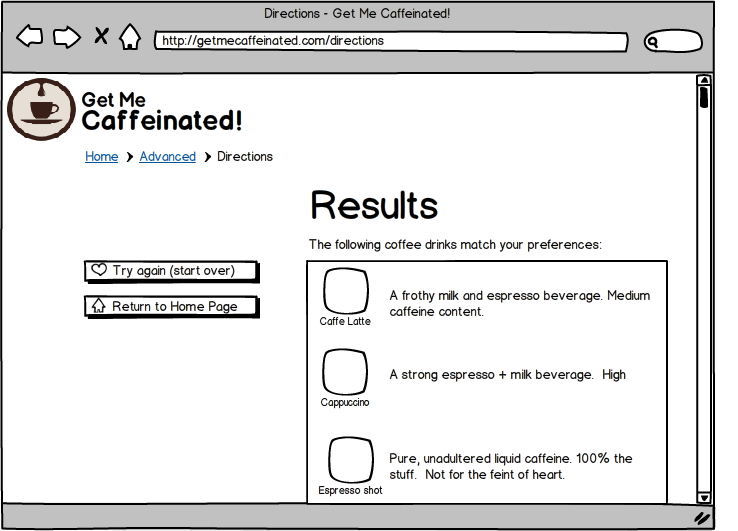 Directions - Get Me Caffeinated!
http://getmecaffeinated.com/directions
Get Me
Caffeinated!
Home > Advanced > Directions
Results
The following coffee drinks match your preferences:
Try again (start over)
Return to Home Page
A frothy milk and espresso beverage. Medium
caffeine content.
Caffe Latte
A strong espresso + milk beverage.  High
Cappuccino
Pure, unadultered liquid caffeine. 100% the
stuff.  Not for the feint of heart.
Espresso shot